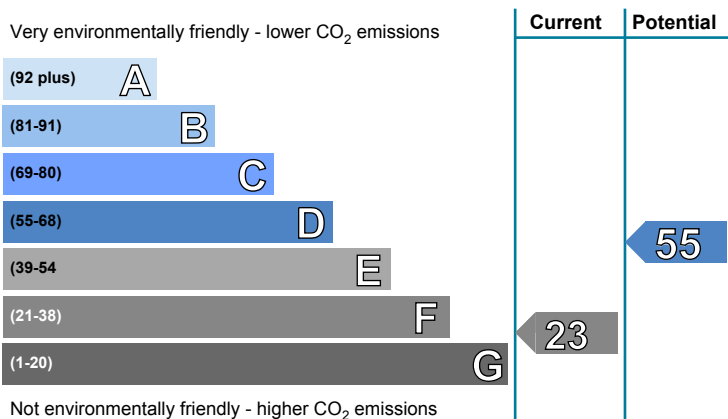 Current Potential
Very environmentally friendly - lower CO₂ emissions
(92 plus) A
(81-91) B
(69-80) C
(55-68) D
55
(39-54 E
(21-38) F
23
(1-20) G
Not environmentally friendly - higher CO₂ emissions